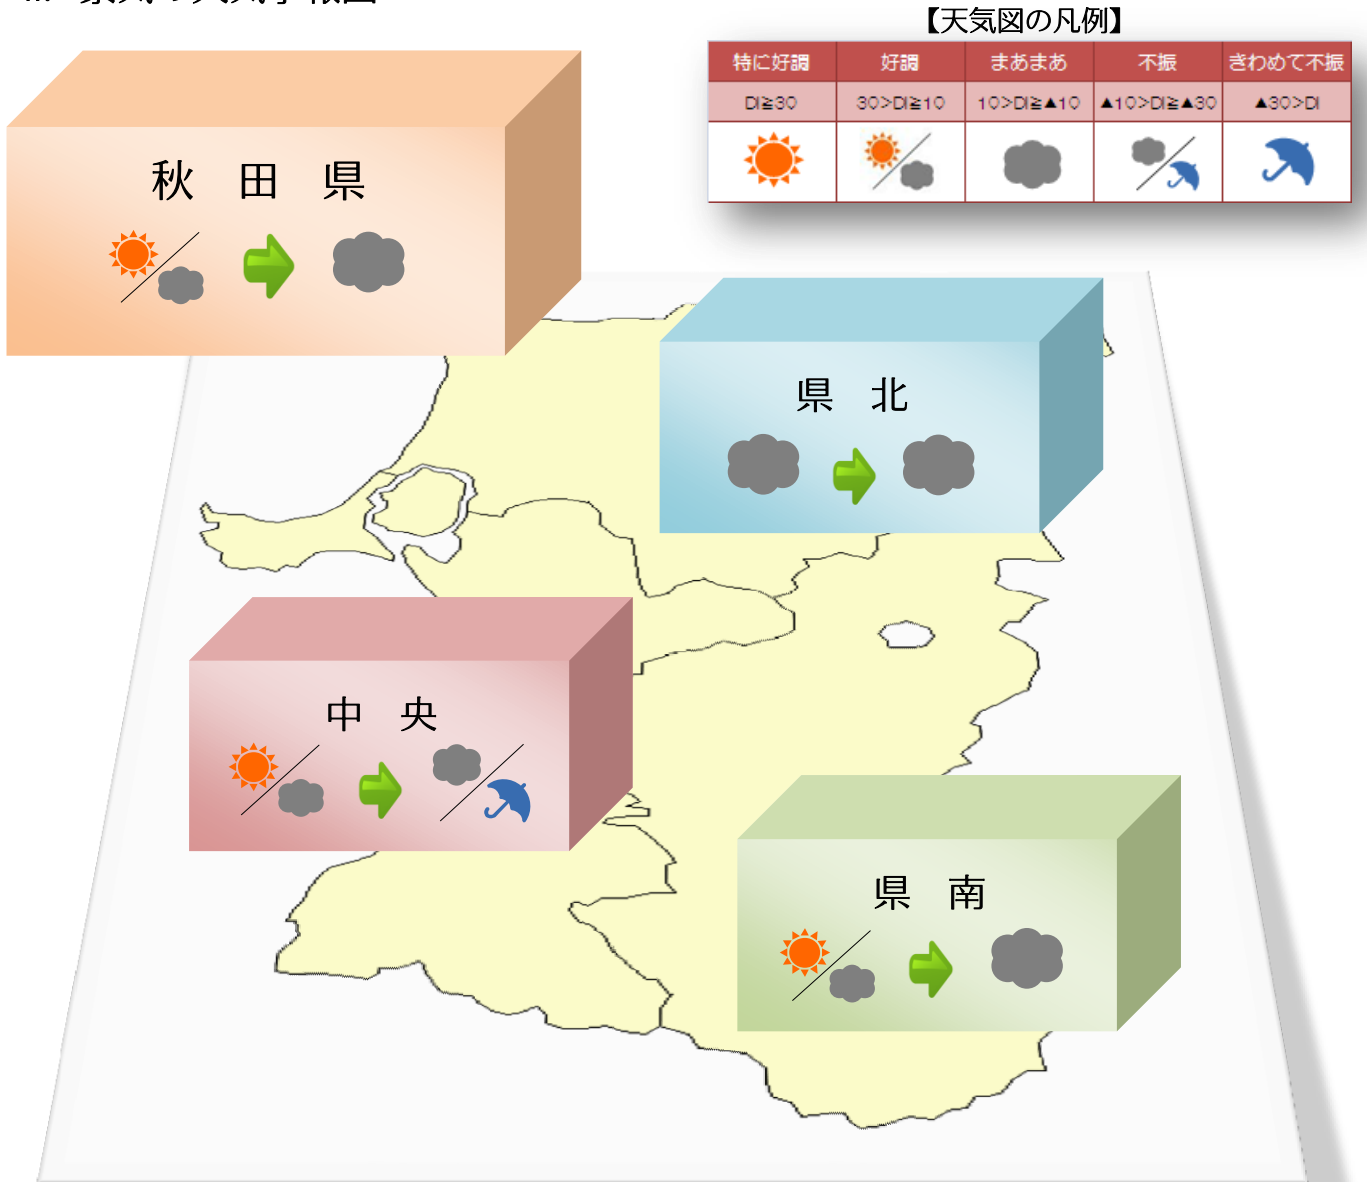 【天気図の凡例】
特に好調 好調 まあまあ 不振 きわめて不振
DI≧30 30>DI≧10 10>DI≧▲10 ▲10>DI≧▲30 ▲30>DI
秋 田 県
県 北
中 央
県 南